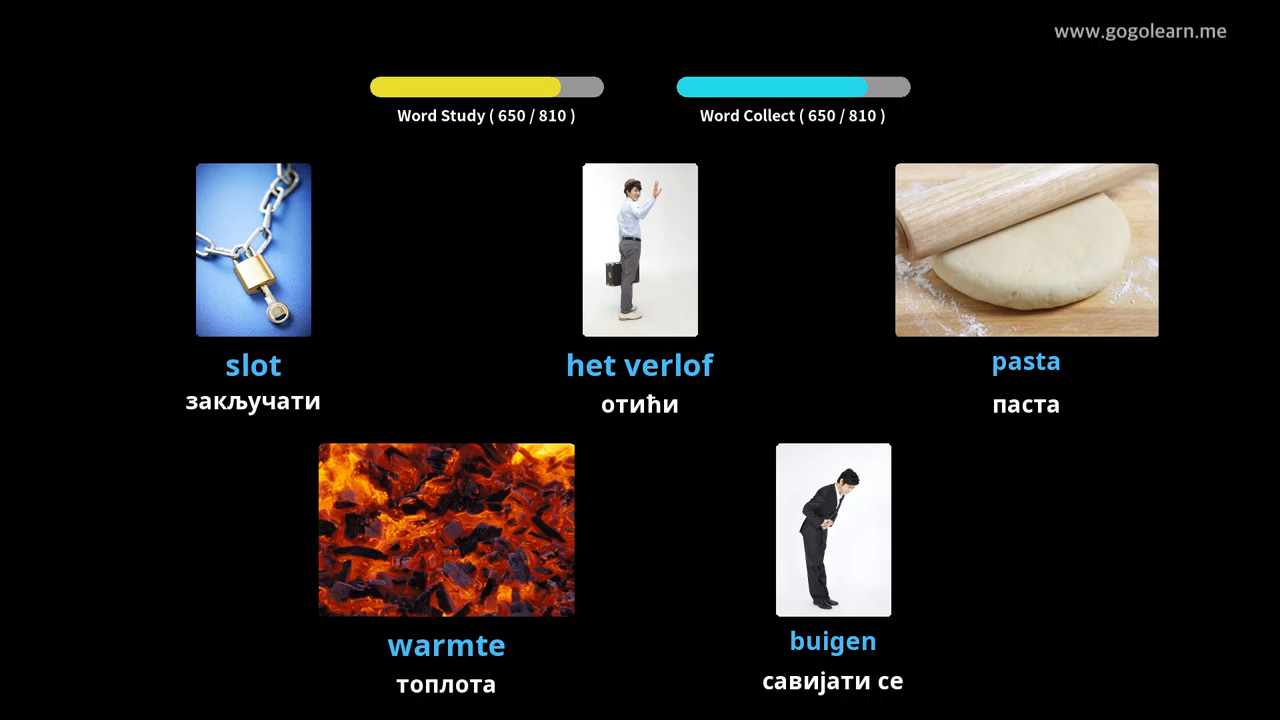 www.gogolearn.me
Word Study ( 650 / 810 )
Word Collect ( 650 / 810 )
slot
закључати
het verlof
отићи
pasta
паста
warmte
топлота
buigen
савијати се